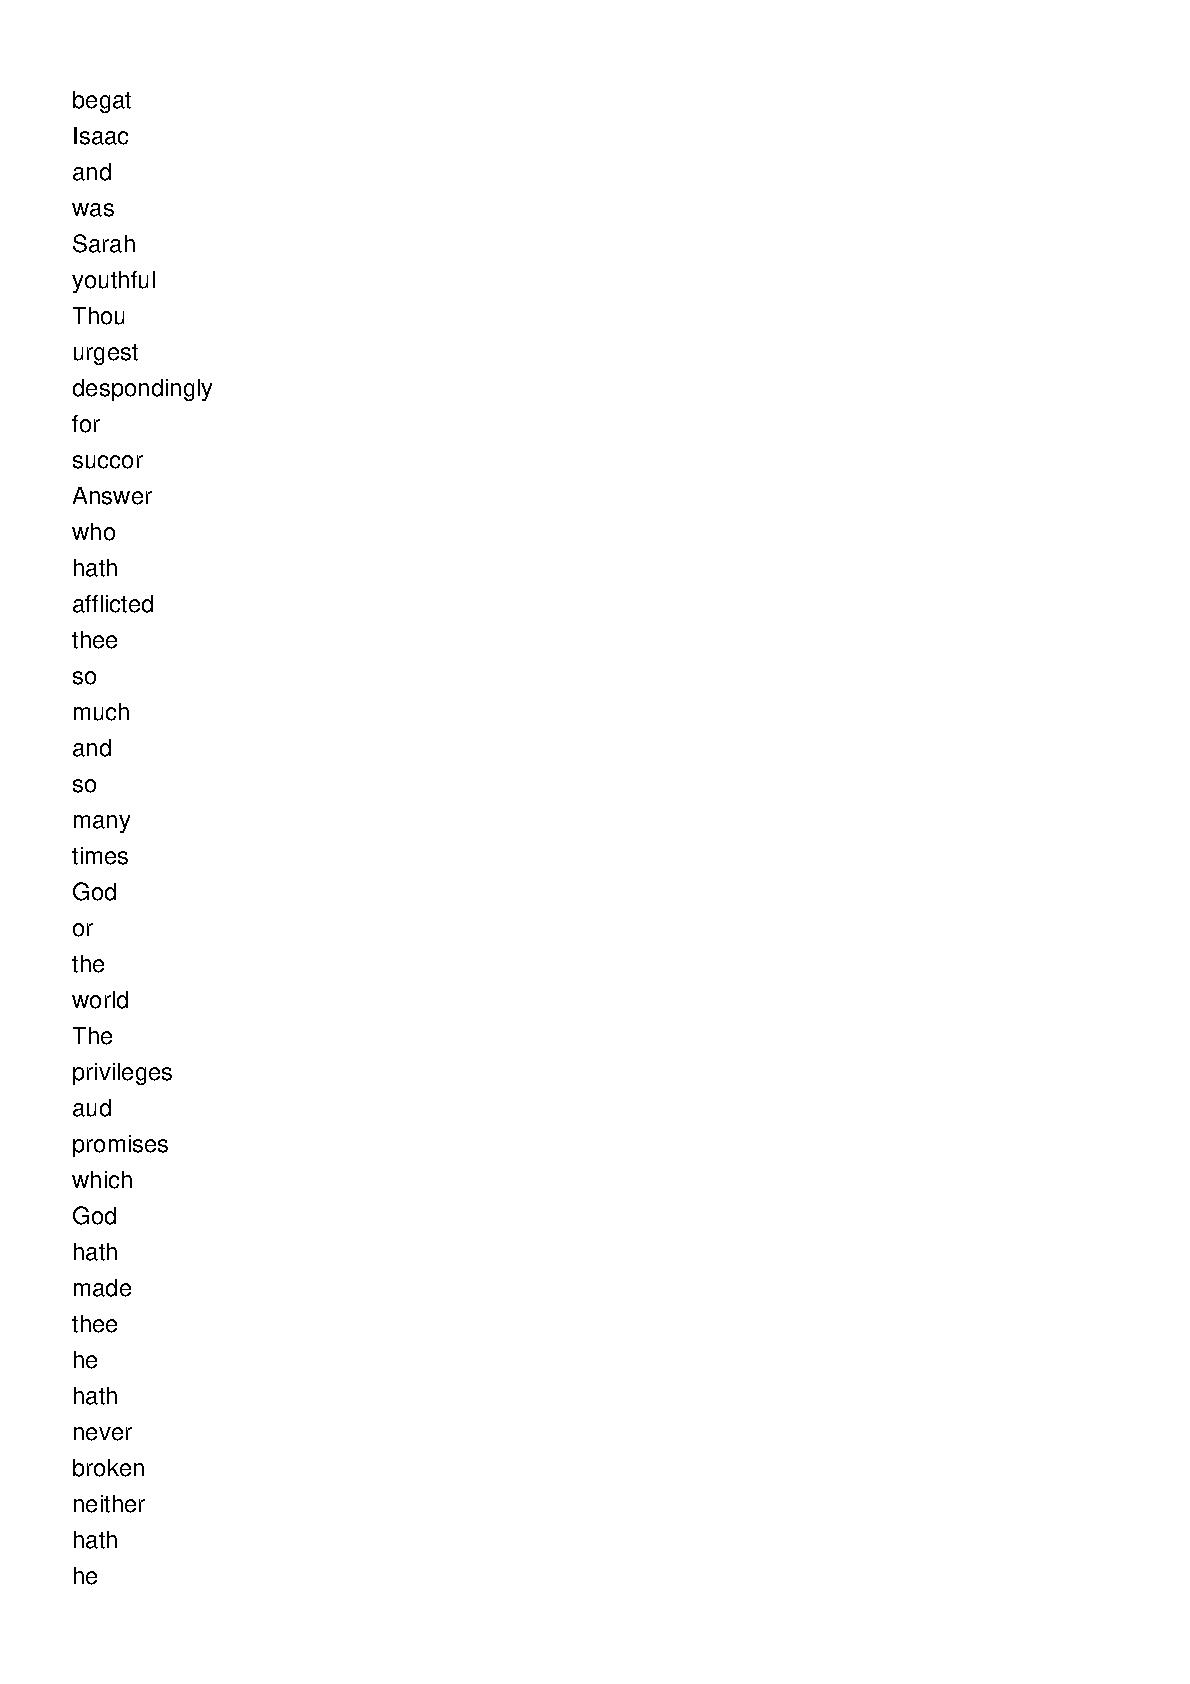 begat
Isaac
and
was
Sarah
youthful
Thou
urgest
despondingly
for
succor
Answer
who
hath
afflicted
thee
so
much
and
so
many
times
God
or
the
world
The
privileges
aud
promises
which
God
hath
made
thee
he
hath
never
broken
neither
hath
he